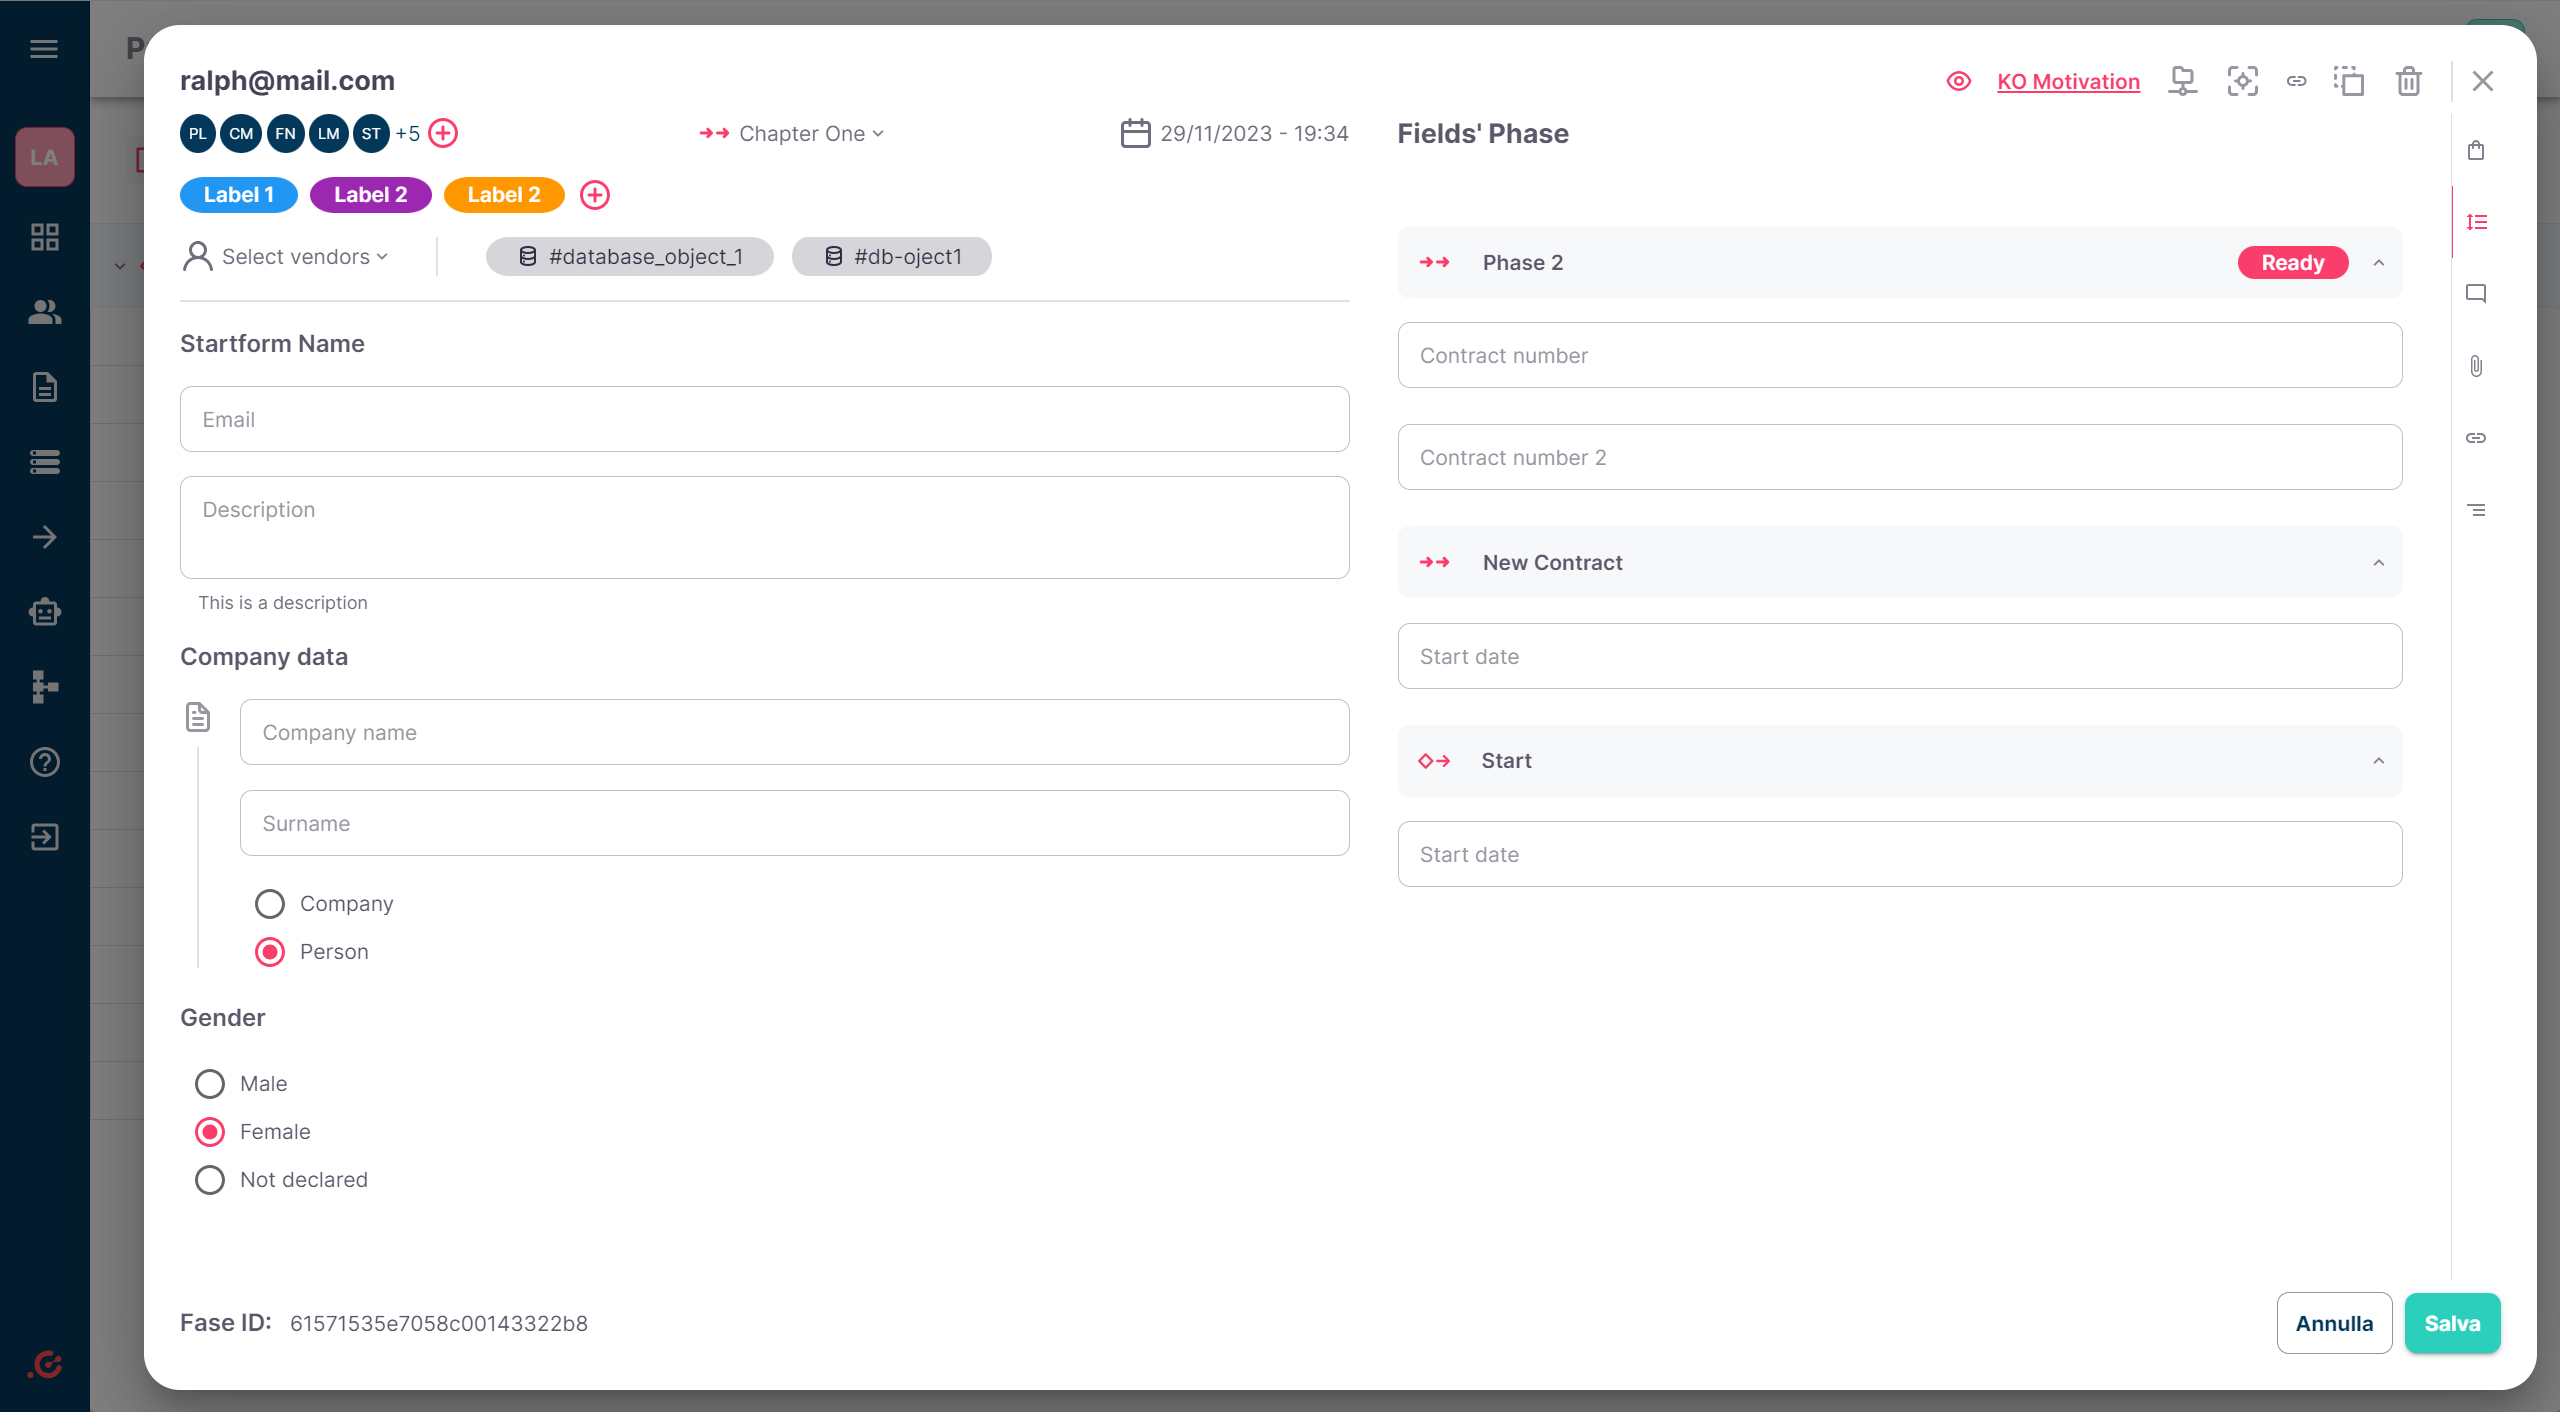 P
LA
ralph@mail.com
KO Motivation
PL CM FN LM ST +5
Chapter One
29/11/2023 - 19:34
Label 1 Label 2 Label 2
Select vendors
#database_object_1 #db-oject1
Startform Name
Email
Description
This is a description
Company data
Company name
Surname
Company
Person
Gender
Male
Female
Not declared
Fields' Phase
Phase 2 Ready
Contract number
Contract number 2
New Contract
Start date
Start
Start date
Fase ID: 61571535e7058c00143322b8
Annulla Salva